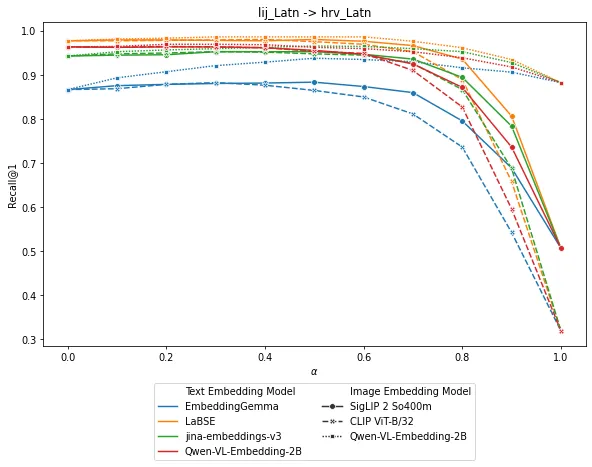 lij_Latn -> hrv_Latn
Recall@1
1.0
0.9
0.8
0.7
0.6
0.5
0.4
0.3
0.0 0.2 0.4 0.6 0.8 1.0
α
Text Embedding Model Image Embedding Model
EmbeddingGemma SigLIP 2 So400m
LaBSE CLIP ViT-B/32
jina-embeddings-v3 Qwen-VL-Embedding-2B
Qwen-VL-Embedding-2B